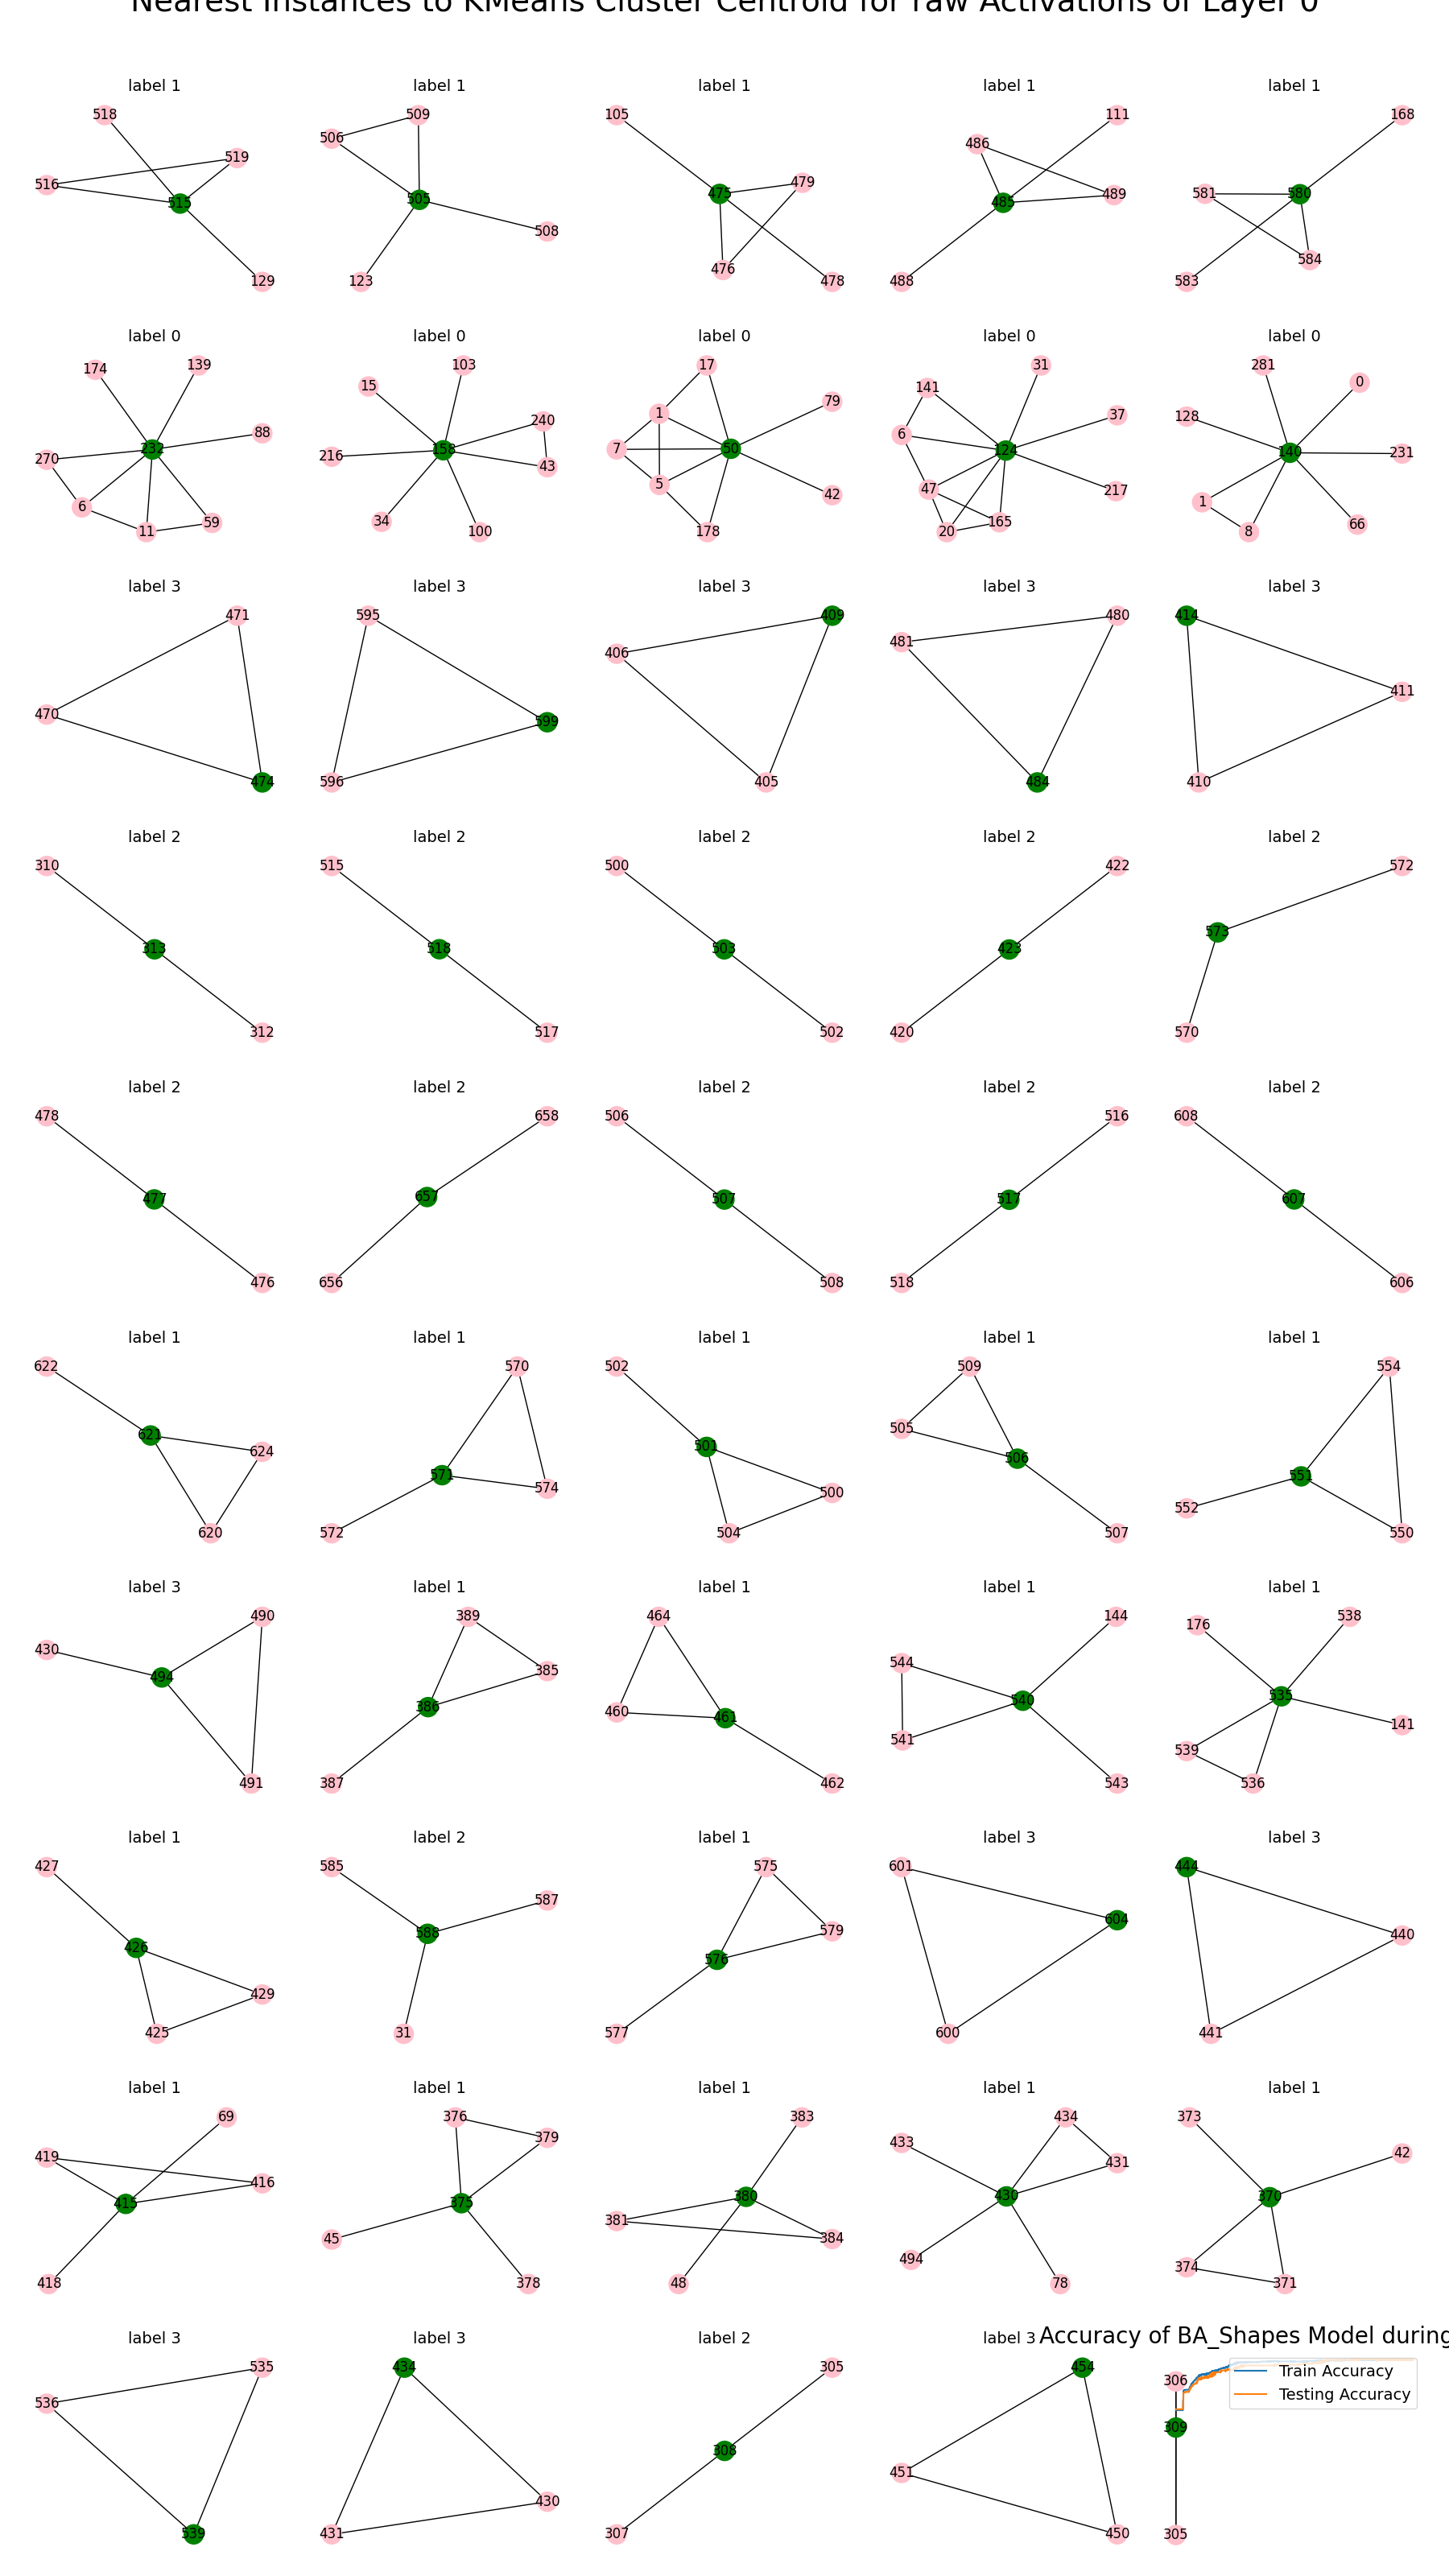 Nearest Instances to KMeans Cluster Centroid for raw Activations of Layer 0
label 1 label 1 label 1 label 1 label 1
518 509 105 111 168
506 486
519 479
516 515 505 475 485 489 581 580
508
476 584
129 123 478 488 583
label 0 label 0 label 0 label 0 label 0
174 139 15 103 17 31 281 0
141
240 1 79 37 128
88 6
270 232 216 158 43 7 50 124 140 231
5 47 217
6 59 34 42 165 1 66
11 100 178 20 8
label 3 label 3 label 3 label 3 label 3
471 595 409 480 414
406 481
470 599 411
474 596 405 484 410
label 2 label 2 label 2 label 2 label 2
310 515 500 422 572
313 518 503 423 573
312 517 502 420 570
label 2 label 2 label 2 label 2 label 2
478 658 506 516 608
477 657 507 517 607
476 656 508 518 606
label 1 label 1 label 1 label 1 label 1
622 570 502 509 554
621 624 501 505 506
571 574 500 551
620 572 504 507 552 550
label 3 label 1 label 1 label 1 label 1
490 389 464 144 176 538
430 494 385 544
386 460 461 540 535 141
541 539
491 387 462 543 536
label 1 label 2 label 1 label 3 label 3
427 585 575 601 444
587 579 604
426 588 576 440
429
425 31 577 600 441
label 1 label 1 label 1 label 1 label 1
69 376 383 434 373
419 379 433 42
416 431
415 375 380 430 370
45 381 384 494 374
418 378 48 78 371
label 3 label 3 label 2 label 3 Accuracy of BA_Shapes Model during
535 434 305 454 306 Train Accuracy
536 Testing Accuracy
308 309
430 451
539 431 307 450 305